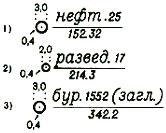 3,0
1) нефт. 25
0,4 152.32
2,0
2) развед. 17
0,4 214.3
3,0
3) бур. 1552 (загл.)
0,4 342.2